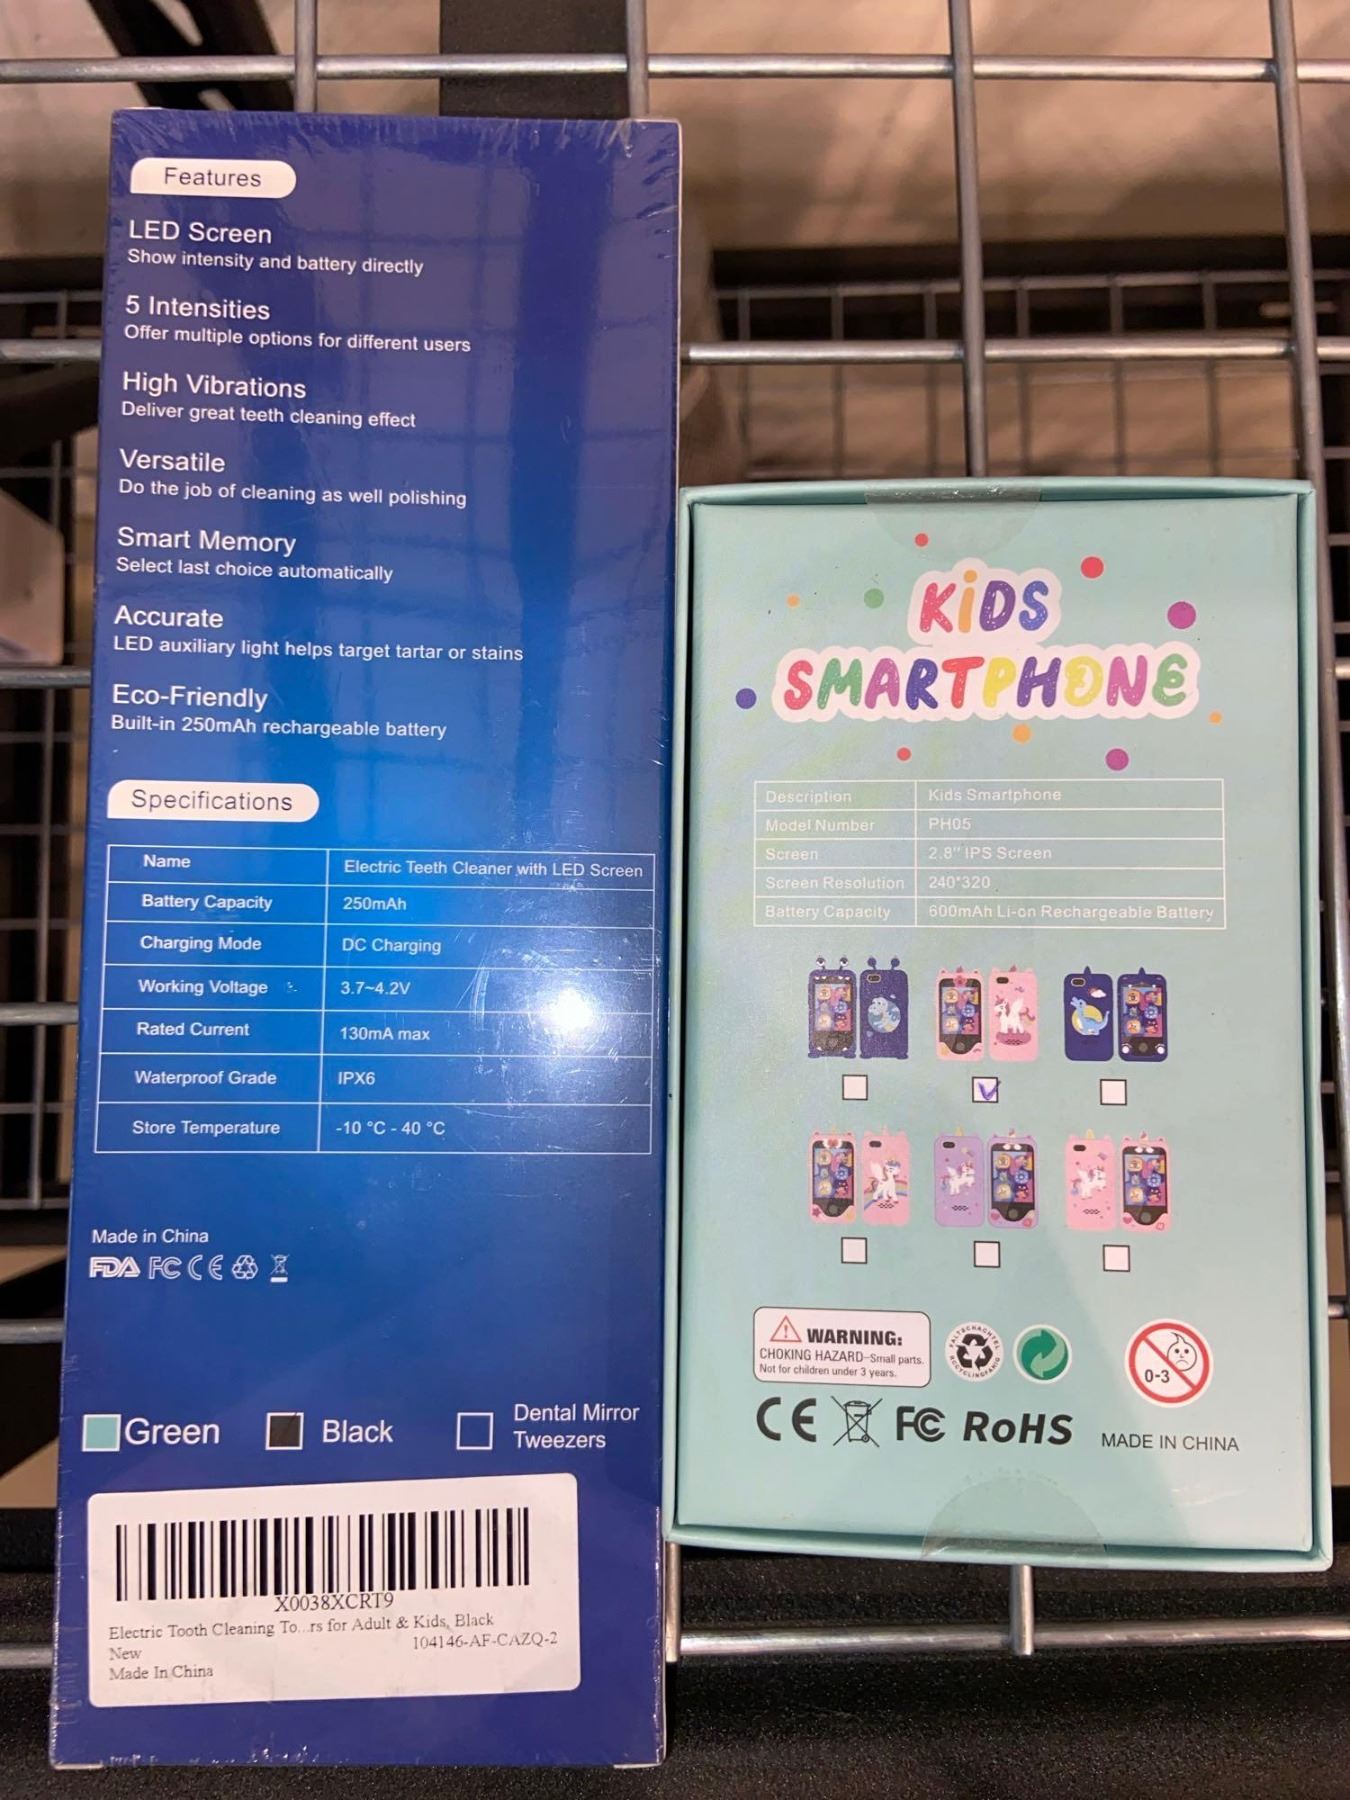 Features
LED Screen
Show intensity and battery directly
5 Intensities
Offer multiple options for different users
High Vibrations
Deliver great teeth cleaning effect
Versatile
Do the job of cleaning as well polishing
Smart Memory
Select last choice automatically
Accurate
LED auxiliary light helps target tartar or stains
Eco-Friendly
Built-in 250mAh rechargeable battery
Specifications
Name Electric Teeth Cleaner with LED Screen
Battery Capacity 250mAh
Charging Mode DC Charging
Working Voltage 3.7~4.2V
Rated Current 130mA max
Waterproof Grade IPX6
Store Temperature -10 °C - 40 °C
Made in China
FDA FC CE
Green Black Dental Mirror
Tweezers
X0038XCRT9
Electric Tooth Cleaning To...rs for Adult & Kids, Black
New 104146-AF-CAZQ-2
Made In China
KiDS
SMARTPHONE
Description Kids Smartphone
Model Number PH05
Screen 2.8" IPS Screen
Screen Resolution 240*320
Battery Capacity 600mAh Li-on Rechargeable Battery
WARNING:
CHOKING HAZARD-Small parts.
Not for children under 3 years.
0-3
CE FC RoHS MADE IN CHINA